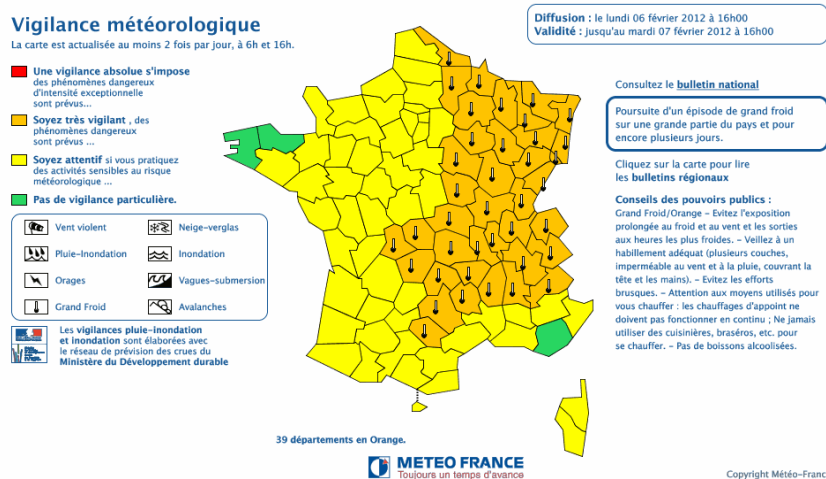 Vigilance météorologique
La carte est actualisée au moins 2 fois par jour, à 6h et 16h.
Une vigilance absolue s'impose
des phénomènes dangereux
d'intensité exceptionnelle
sont prévus...
Soyez très vigilant , des
phénomènes dangereux
sont prévus ...
Soyez attentif si vous pratiquez
des activités sensibles au risque
météorologique ...
Pas de vigilance particulière.
Vent violent
Neige-verglas
Pluie-Inondation
Inondation
Orages
Vagues-submersion
Grand Froid
Avalanches
Les vigilances pluie-inondation
et inondation sont élaborées avec
le réseau de prévision des crues du
Ministère du Développement durable
39 départements en Orange.
METEO FRANCE
Toujours un temps d'avance
Diffusion : le lundi 06 février 2012 à 16h00
Validité : jusqu'au mardi 07 février 2012 à 16h00
Consultez le bulletin national
Poursuite d'un épisode de grand froid
sur une grande partie du pays et pour
encore plusieurs jours.
Cliquez sur la carte pour lire
les bulletins régionaux
Conseils des pouvoirs publics :
Grand Froid/Orange – Evitez l'exposition
prolongée au froid et au vent et les sorties
aux heures les plus froides. – Veillez à un
habillement adéquat (plusieurs couches,
imperméable au vent et à la pluie, couvrant la
tête et les mains). – Evitez les efforts
brusques. – Attention aux moyens utilisés pour
vous chauffer : les chauffages d'appoint ne
doivent pas fonctionner en continu ; Ne jamais
utiliser des cuisinières, braséros, etc. pour
se chauffer. – Pas de boissons alcoolisées.
Copyright Météo-Franc